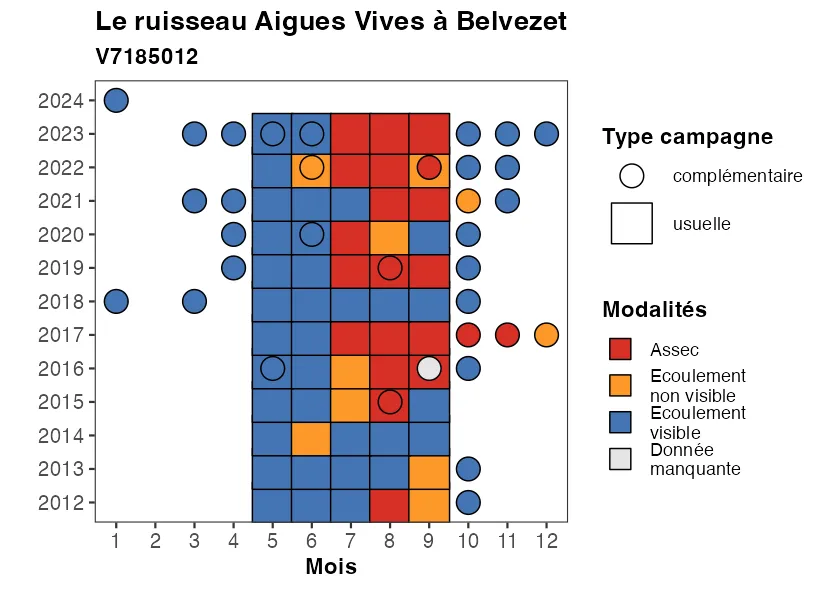 Le ruisseau Aigues Vives à Belvezet
V7185012
2024
2023
2022
2021
2020
2019
2018
2017
2016
2015
2014
2013
2012
1 2 3 4 5 6 7 8 9 10 11 12
Mois
Type campagne
complémentaire
usuelle
Modalités
Assec
Ecoulement
non visible
Ecoulement
visible
Donnée
manquante